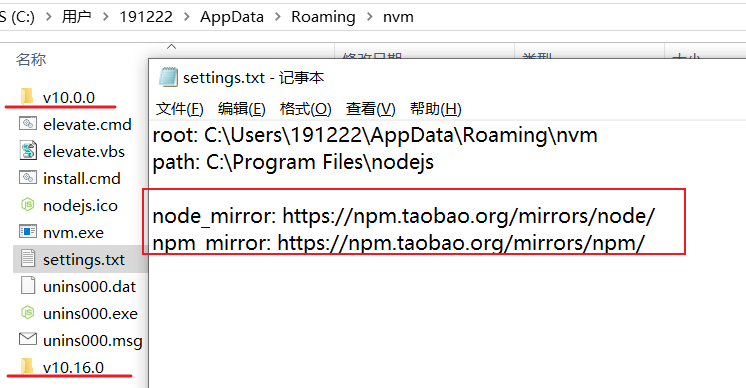 S (C:) › 用户 › 191222 › AppData › Roaming › nvm
名称
v10.0.0
elevate.cmd
elevate.vbs
install.cmd
nodejs.ico
nvm.exe
settings.txt
unins000.dat
unins000.exe
unins000.msg
v10.16.0
settings.txt - 记事本
文件(F) 编辑(E) 格式(O) 查看(V) 帮助(H)
root: C:\Users\191222\AppData\Roaming\nvm
path: C:\Program Files\nodejs
node_mirror: https://npm.taobao.org/mirrors/node/
npm_mirror: https://npm.taobao.org/mirrors/npm/